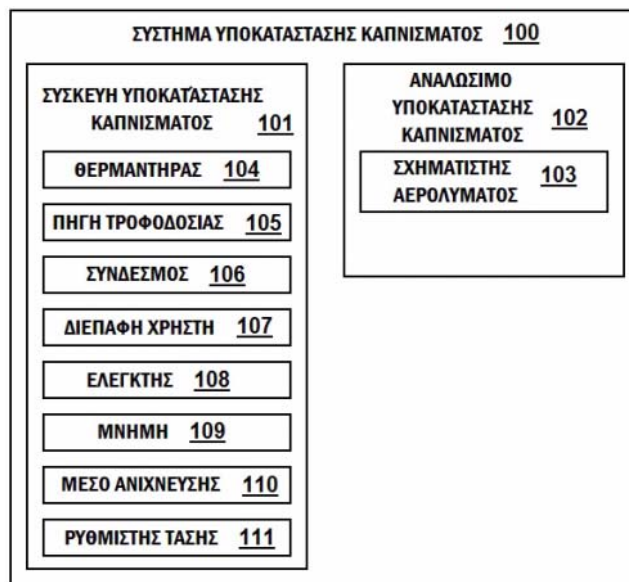 ΣΥΣΤΗΜΑ ΥΠΟΚΑΤΑΣΤΑΣΗΣ ΚΑΠΝΙΣΜΑΤΟΣ 100
ΣΥΣΚΕΥΗ ΥΠΟΚΑΤΆΣΤΑΣΗΣ
ΚΑΠΝΙΣΜΑΤΟΣ 101
ΘΕΡΜΑΝΤΗΡΑΣ 104
ΠΗΓΗ ΤΡΟΦΟΔΟΣΙΑΣ 105
ΣΥΝΔΕΣΜΟΣ 106
ΔΙΕΠΑΦΗ ΧΡΗΣΤΗ 107
ΕΛΕΓΚΤΗΣ 108
ΜΝΗΜΗ 109
ΜΕΣΟ ΑΝΙΧΝΕΥΣΗΣ 110
ΡΥΘΜΙΣΤΗΣ ΤΑΣΗΣ 111
ΑΝΑΛΩΣΙΜΟ
ΥΠΟΚΑΤΑΣΤΑΣΗΣ 102
ΚΑΠΝΙΣΜΑΤΟΣ
ΣΧΗΜΑΤΙΣΤΗΣ 103
ΑΕΡΟΛΥΜΑΤΟΣ